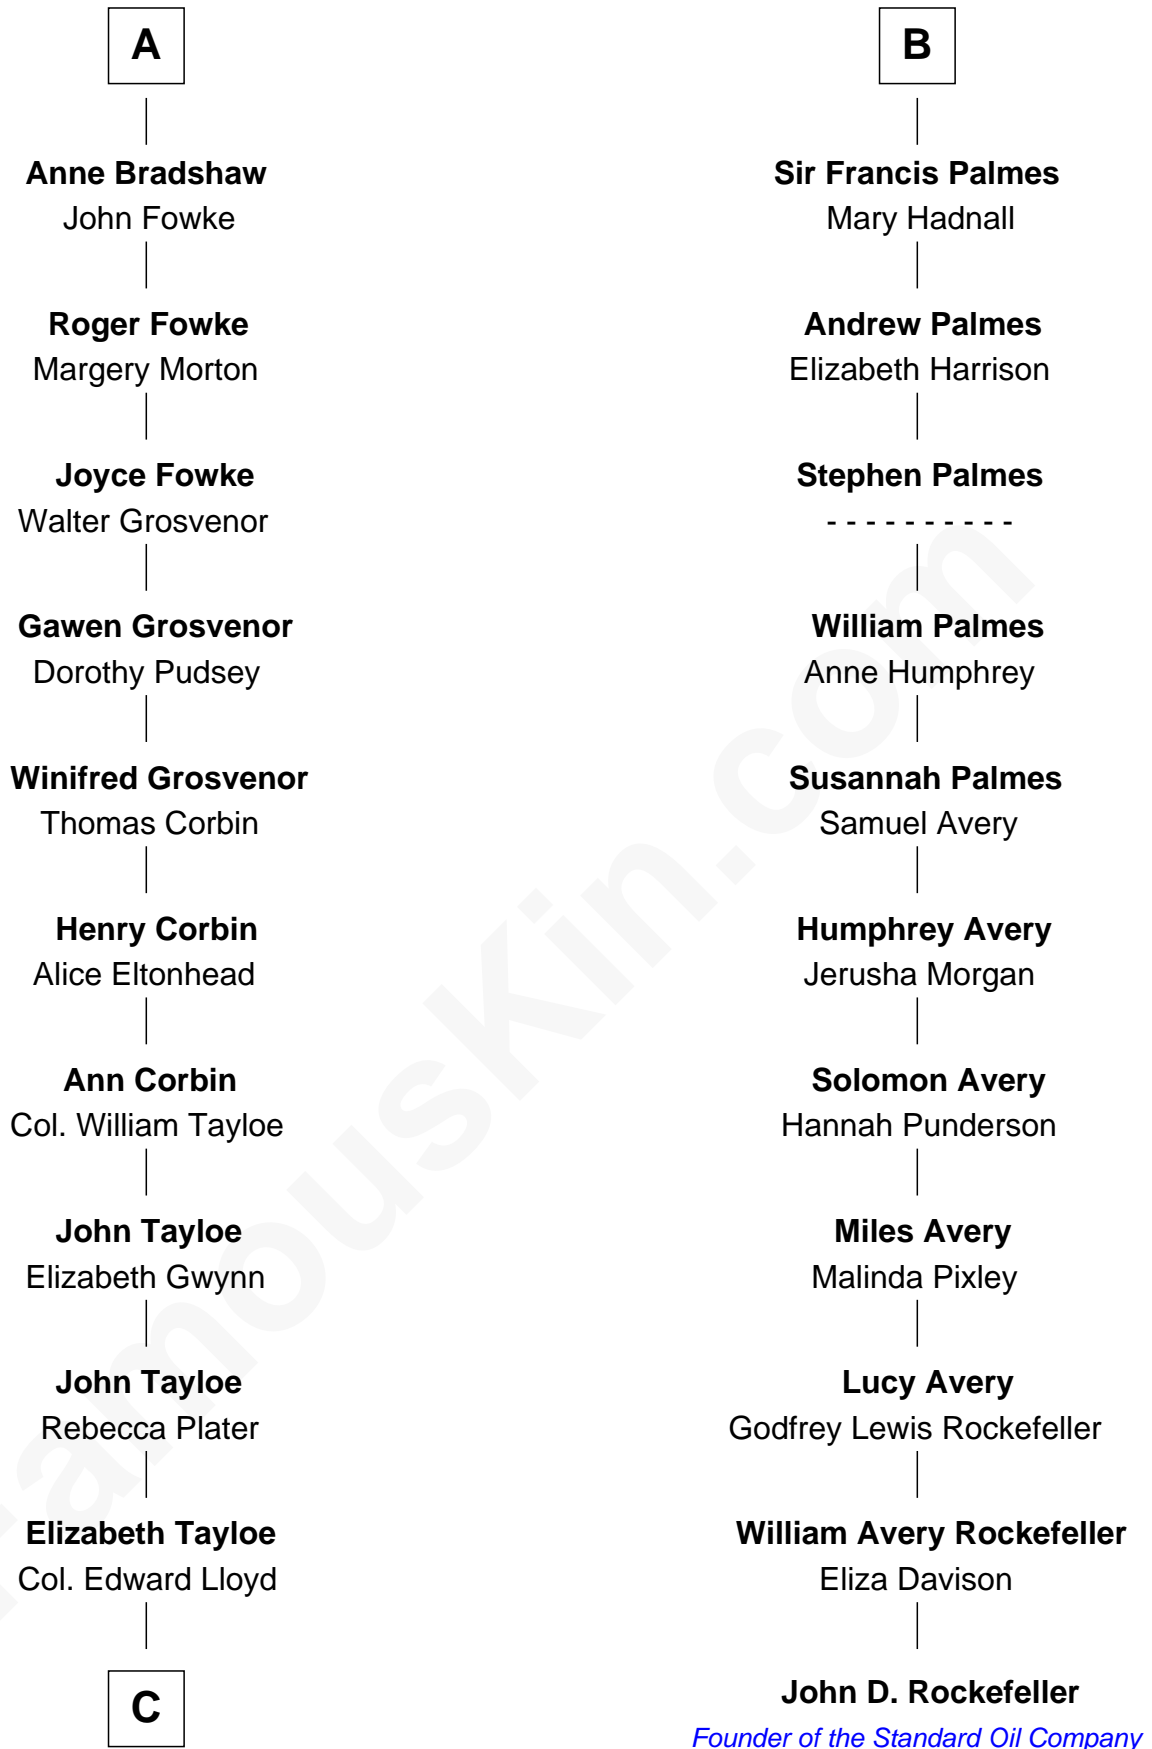 A
Anne Bradshaw
John Fowke
Roger Fowke
Margery Morton
Joyce Fowke
Walter Grosvenor
Gawen Grosvenor
Dorothy Pudsey
Winifred Grosvenor
Thomas Corbin
Henry Corbin
Alice Eltonhead
Ann Corbin
Col. William Tayloe
John Tayloe
Elizabeth Gwynn
John Tayloe
Rebecca Plater
Elizabeth Tayloe
Col. Edward Lloyd
C
B
Sir Francis Palmes
Mary Hadnall
Andrew Palmes
Elizabeth Harrison
Stephen Palmes
- - - - - - - - - -
William Palmes
Anne Humphrey
Susannah Palmes
Samuel Avery
Humphrey Avery
Jerusha Morgan
Solomon Avery
Hannah Punderson
Miles Avery
Malinda Pixley
Lucy Avery
Godfrey Lewis Rockefeller
William Avery Rockefeller
Eliza Davison
John D. Rockefeller
Founder of the Standard Oil Company
FamousKin.com